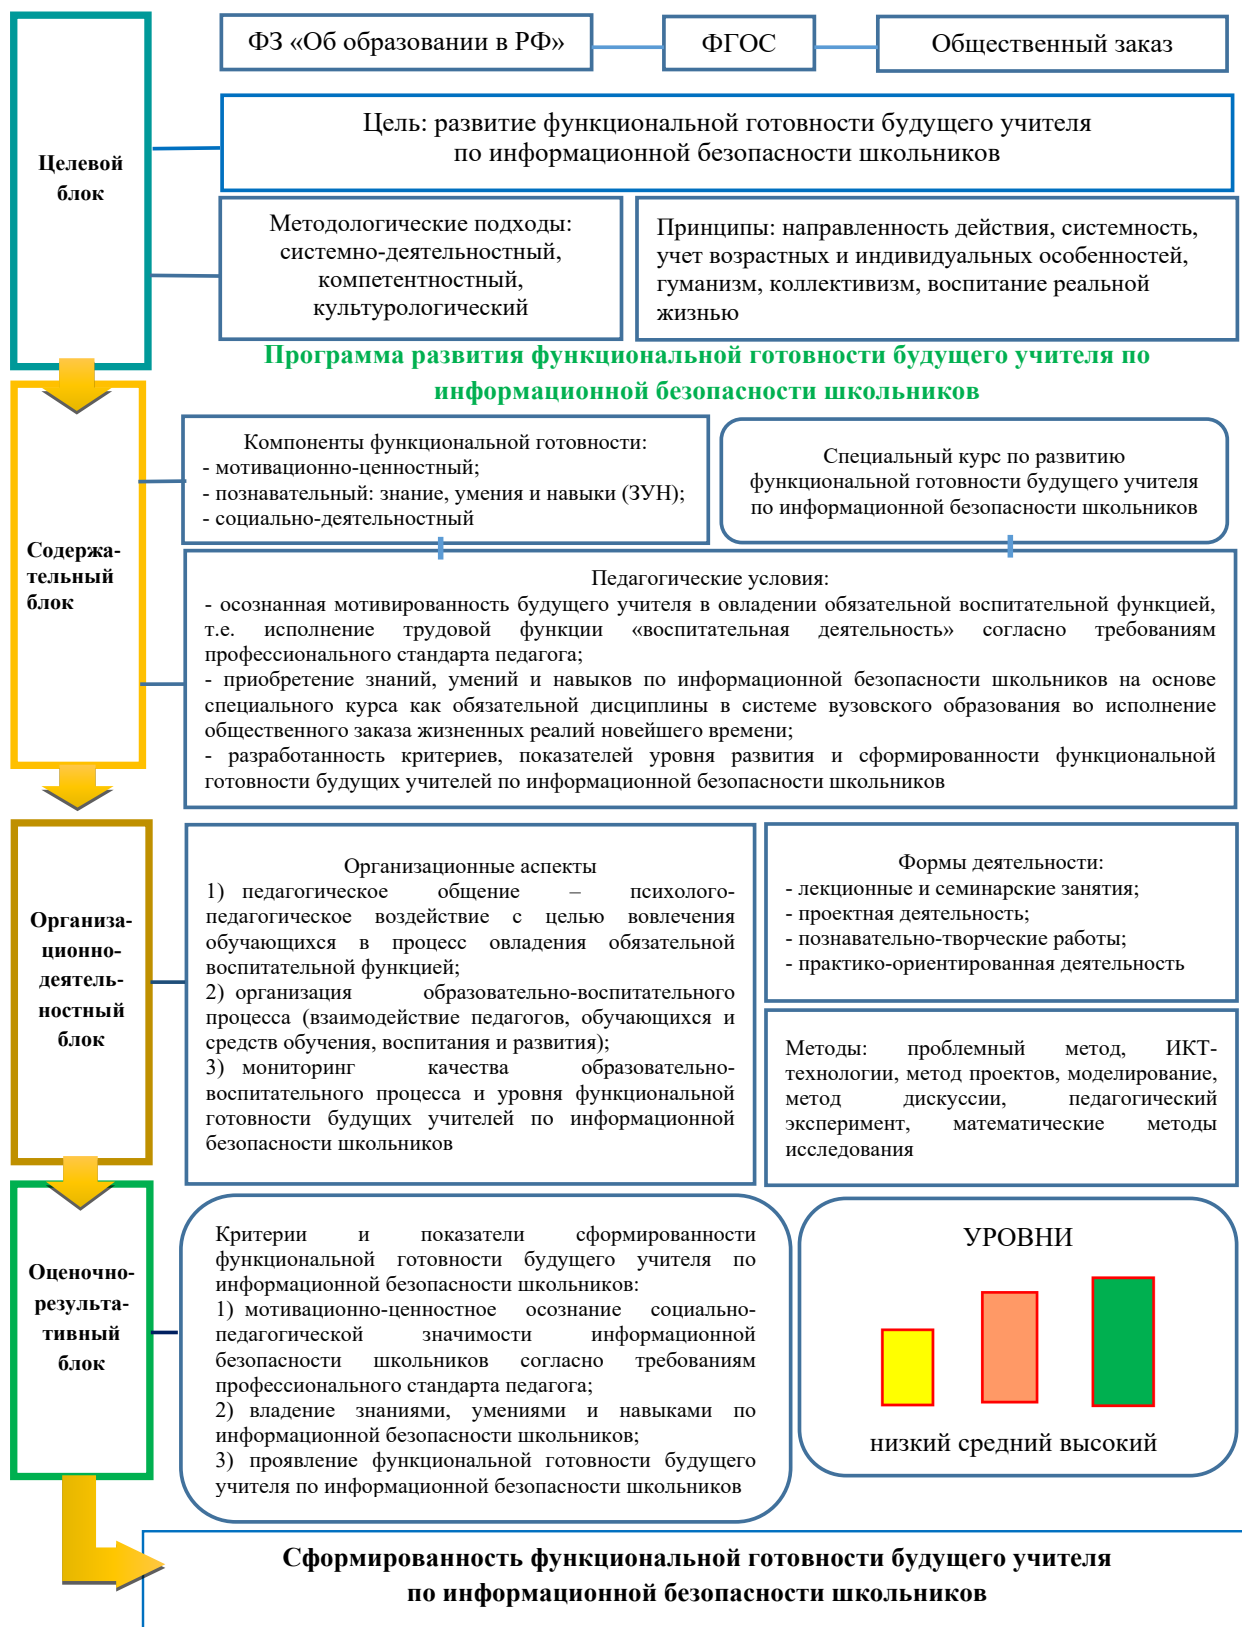 ФЗ «Об образовании в РФ»
ФГОС
Общественный заказ
Целевой
блок
Цель: развитие функциональной готовности будущего учителя
по информационной безопасности школьников
Методологические подходы:
системно-деятельностный,
компетентностный,
культурологический
Принципы: направленность действия, системность,
учет возрастных и индивидуальных особенностей,
гуманизм, коллективизм, воспитание реальной
жизнью
Программа развития функциональной готовности будущего учителя по
информационной безопасности школьников
Содержа-
тельный
блок
Компоненты функциональной готовности:
- мотивационно-ценностный;
- познавательный: знание, умения и навыки (ЗУН);
- социально-деятельностный
Специальный курс по развитию
функциональной готовности будущего учителя
по информационной безопасности школьников
Педагогические условия:
- осознанная мотивированность будущего учителя в овладении обязательной воспитательной функцией,
т.е. исполнение трудовой функции «воспитательная деятельность» согласно требованиям
профессионального стандарта педагога;
- приобретение знаний, умений и навыков по информационной безопасности школьников на основе
специального курса как обязательной дисциплины в системе вузовского образования во исполнение
общественного заказа жизненных реалий новейшего времени;
- разработанность критериев, показателей уровня развития и сформированности функциональной
готовности будущих учителей по информационной безопасности школьников
Организа-
ционно-
деятель-
ностный
блок
Организационные аспекты
1) педагогическое общение – психолого-
педагогическое воздействие с целью вовлечения
обучающихся в процесс овладения обязательной
воспитательной функцией;
2) организация образовательно-воспитательного
процесса (взаимодействие педагогов, обучающихся и
средств обучения, воспитания и развития);
3) мониторинг качества образовательно-
воспитательного процесса и уровня функциональной
готовности будущих учителей по информационной
безопасности школьников
Формы деятельности:
- лекционные и семинарские занятия;
- проектная деятельность;
- познавательно-творческие работы;
- практико-ориентированная деятельность
Методы: проблемный метод, ИКТ-
технологии, метод проектов, моделирование,
метод дискуссии, педагогический
эксперимент, математические методы
исследования
Оценочно-
результа-
тивный
блок
Критерии и показатели сформированности
функциональной готовности будущего учителя по
информационной безопасности школьников:
1) мотивационно-ценностное осознание социально-
педагогической значимости информационной
безопасности школьников согласно требованиям
профессионального стандарта педагога;
2) владение знаниями, умениями и навыками по
информационной безопасности школьников;
3) проявление функциональной готовности будущего
учителя по информационной безопасности школьников
УРОВНИ
низкий средний высокий
Сформированность функциональной готовности будущего учителя
по информационной безопасности школьников